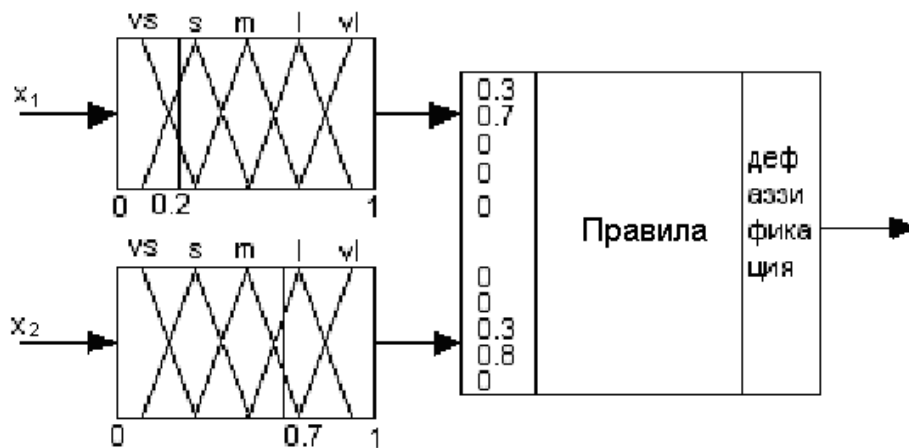 vs s m l vl
x1
0 0.2 1
vs s m l vl
x2
0 0.7 1
0.3
0.7
0
0
0
0
0
0.3
0.8
0
Правила
деф
аззи
фика
ция